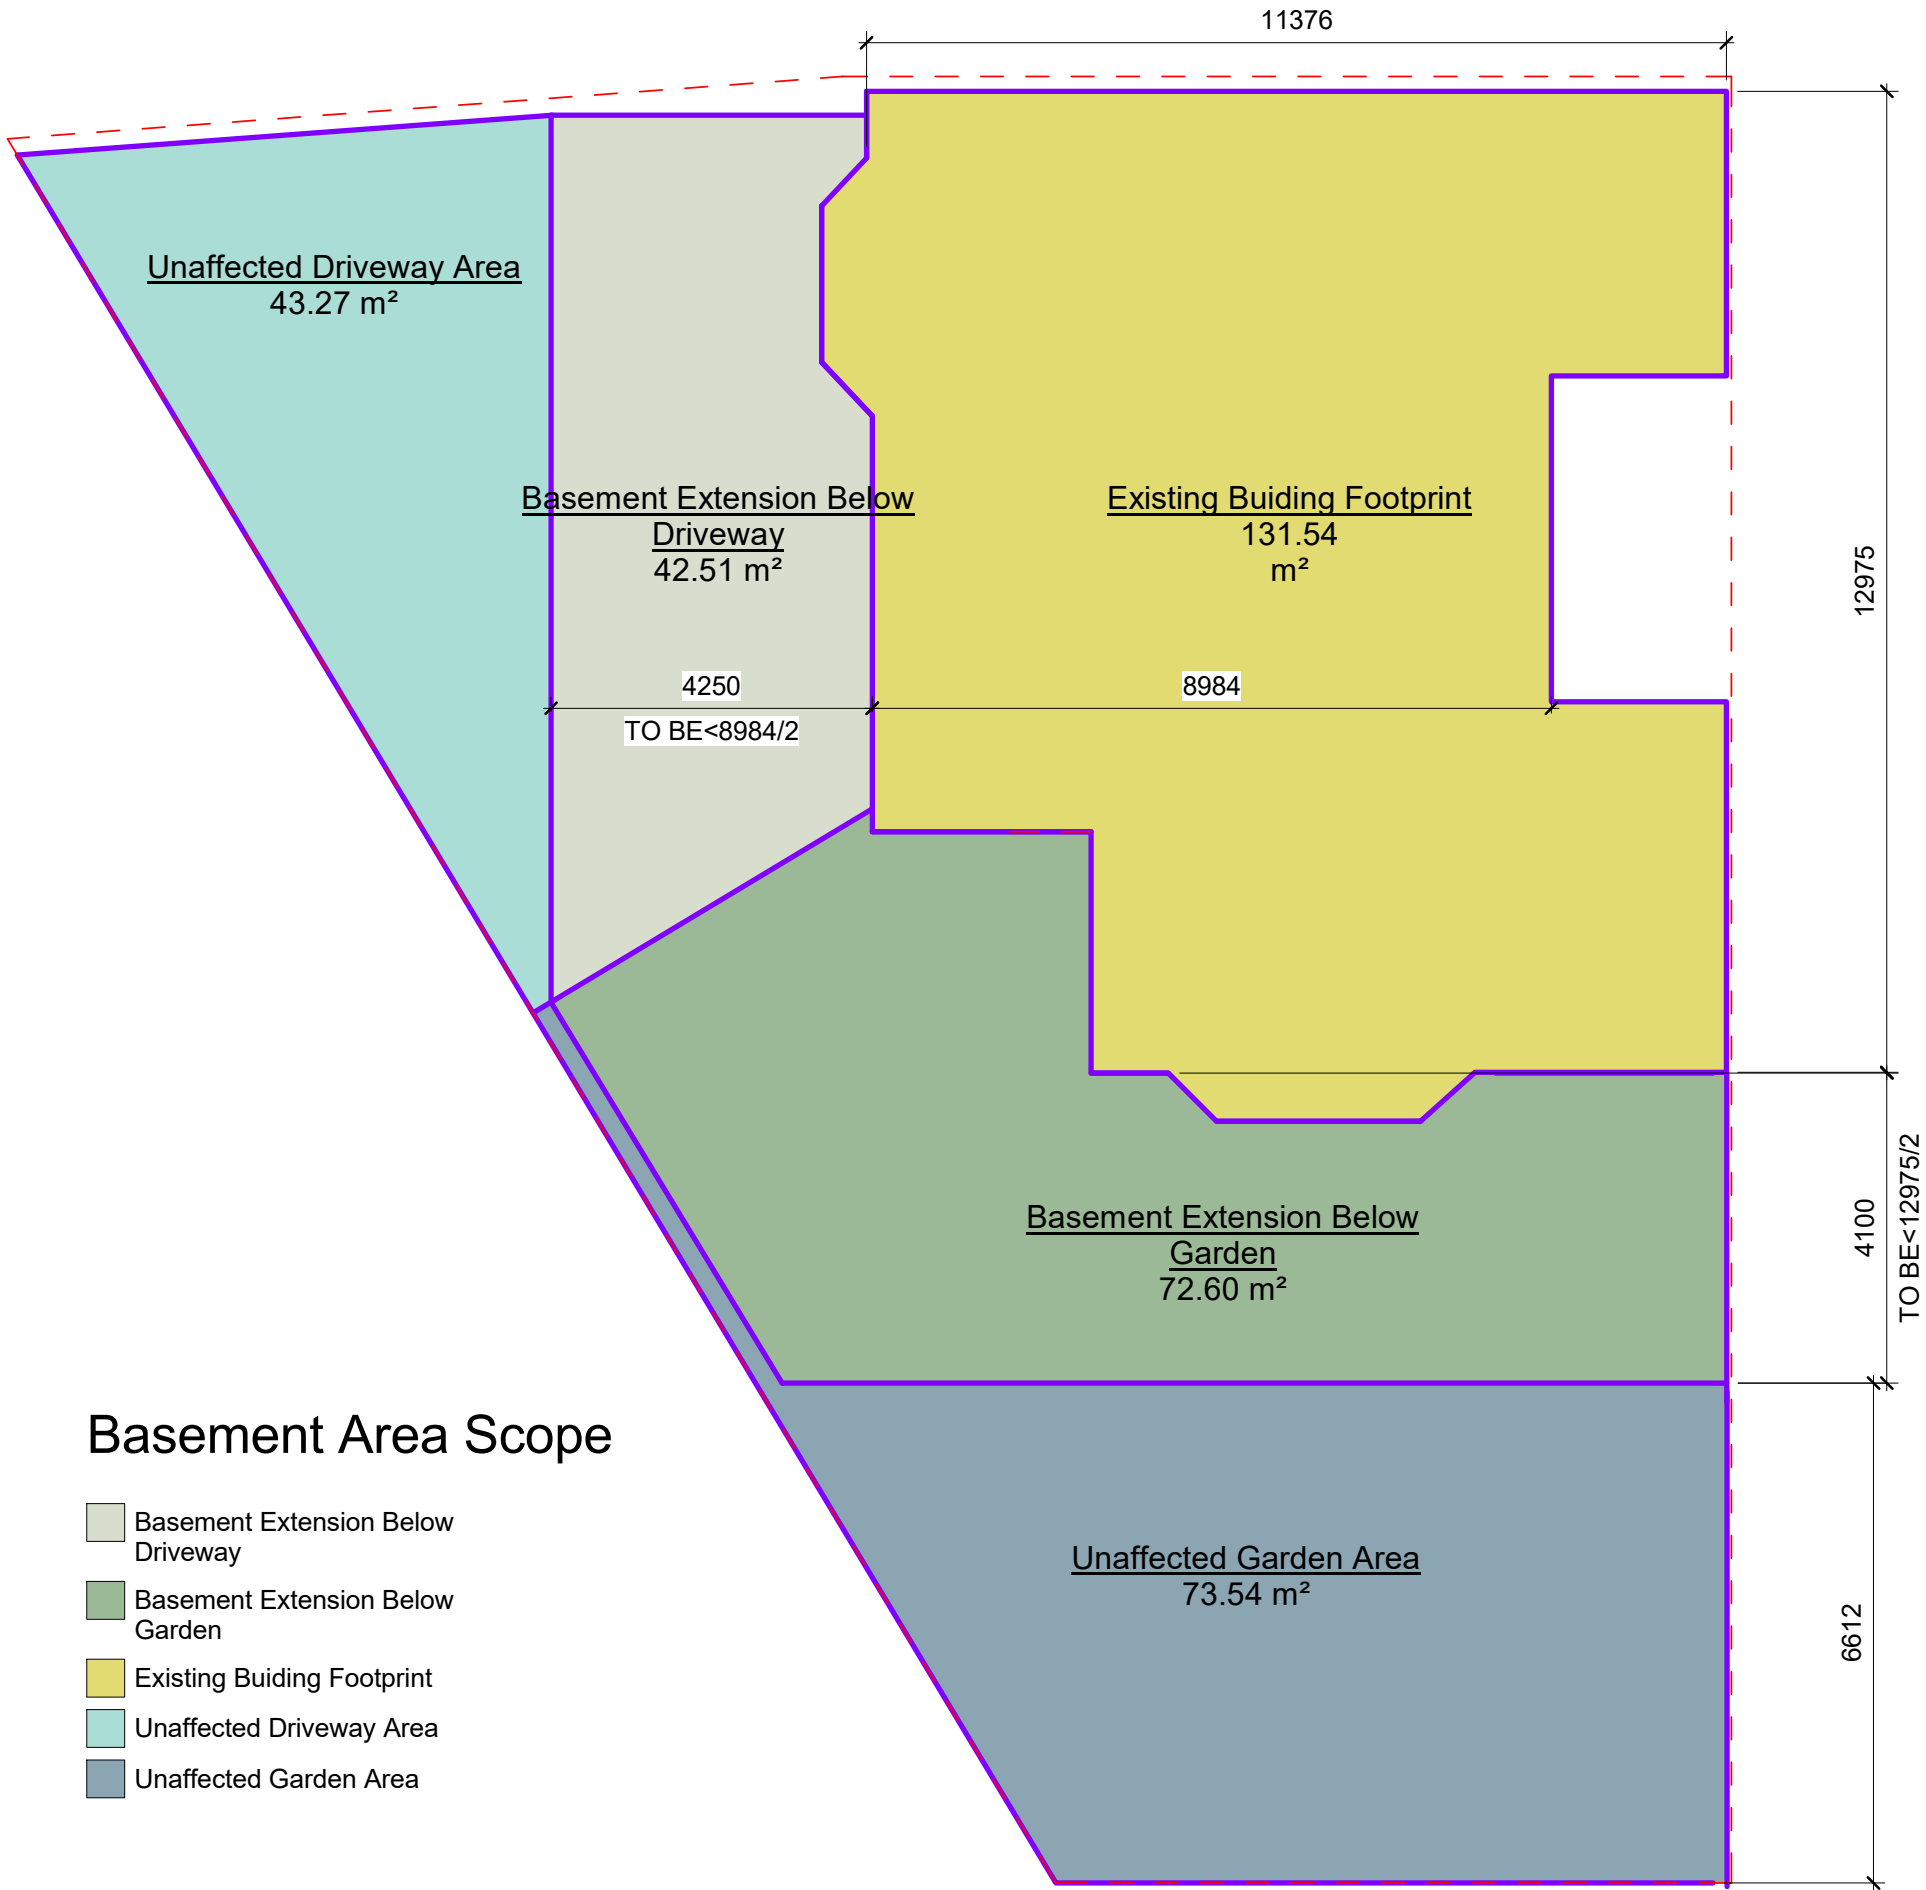 11376
Unaffected Driveway Area
43.27 m²
Basement Extension Below
Driveway
42.51 m²
Existing Buiding Footprint
131.54
m²
12975
4250
TO BE<8984/2
8984
Basement Extension Below
Garden
72.60 m²
4100
TO BE<12975/2
Unaffected Garden Area
73.54 m²
6612
Basement Area Scope
Basement Extension Below
Driveway
Basement Extension Below
Garden
Existing Buiding Footprint
Unaffected Driveway Area
Unaffected Garden Area